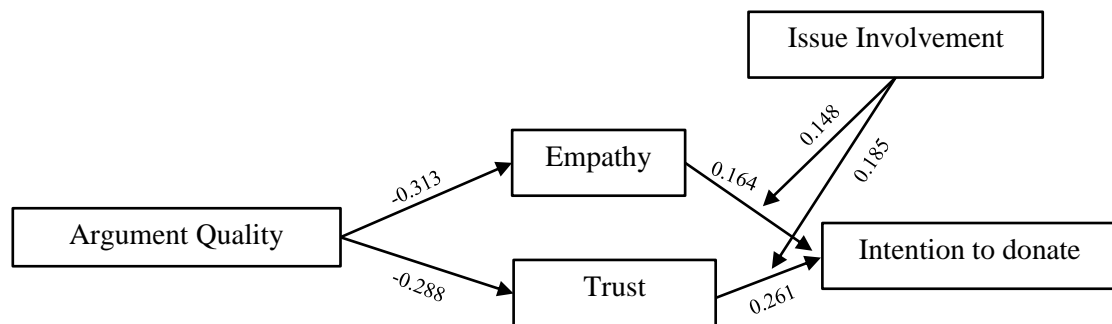 Issue Involvement
0.148
0.185
Empathy
-0.313
0.164
Argument Quality
Intention to donate
-0.288
Trust
0.261